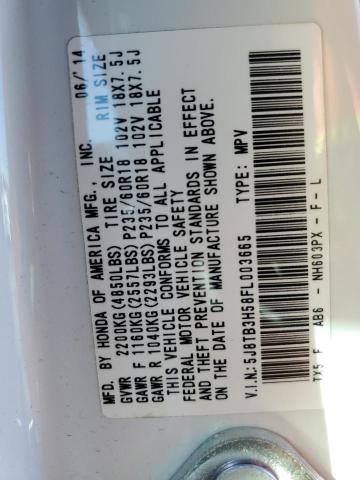 MFD. BY HONDA OF AMERICA MFG., INC. 06/14
TIRE SIZE RIM SIZE
GVWR 2200KG(4850LBS)
GAWR F 1160KG(2557LBS) P235/60R18 102V 18X7.5J
GAWR R 1040KG(2293LBS) P235/60R18 102V 18X7.5J
THIS VEHICLE CONFORMS TO ALL APPLICABLE
FEDERAL MOTOR VEHICLE SAFETY
AND THEFT PREVENTION STANDARDS IN EFFECT
ON THE DATE OF MANUFACTURE SHOWN ABOVE.
V.I.N:5J8TB3H58FL003665 TYPE: MPV
TX5 F AB6 - NH603PX - F - L